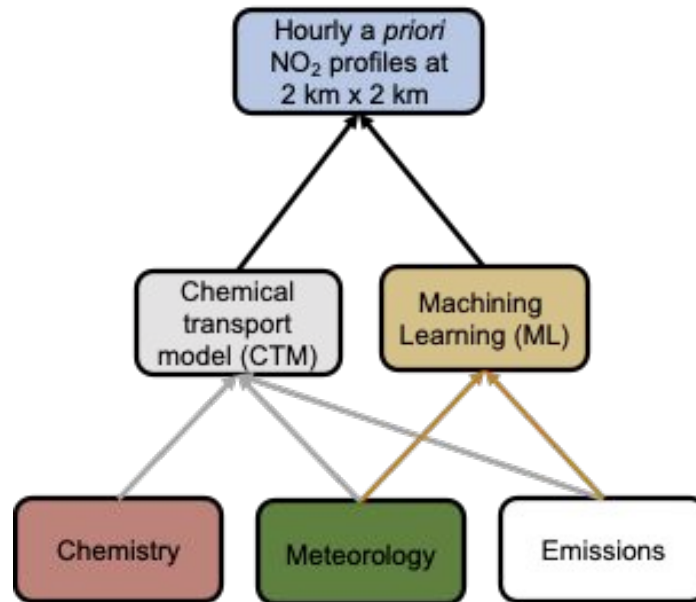 Hourly a priori
NO₂ profiles at
2 km x 2 km
Chemical
transport
model (CTM)
Machining
Learning (ML)
Chemistry
Meteorology
Emissions